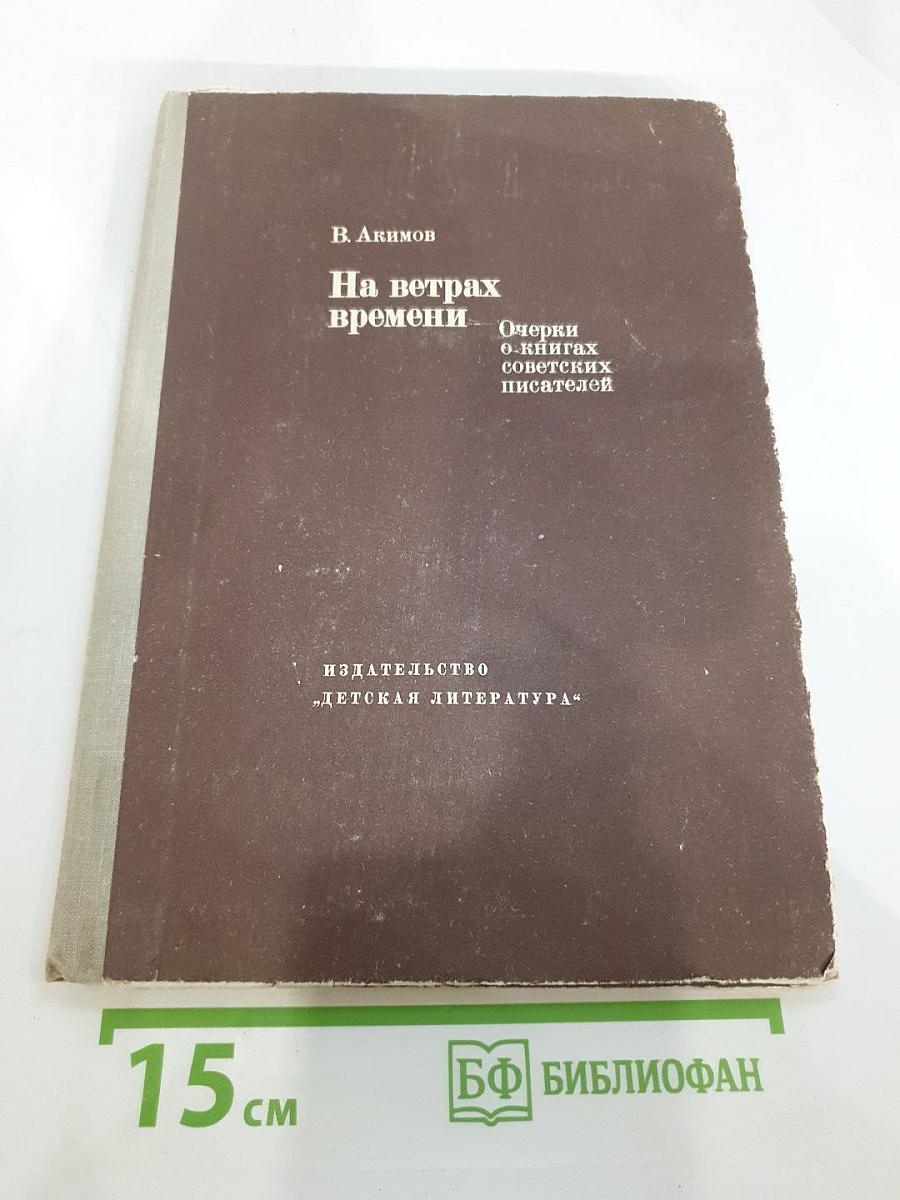 В. Акимов
На ветрах
времени
Очерки
о книгах
советских
писателей
ИЗДАТЕЛЬСТВО
„ДЕТСКАЯ ЛИТЕРАТУРА“
15 см
БФ БИБЛИОФАН